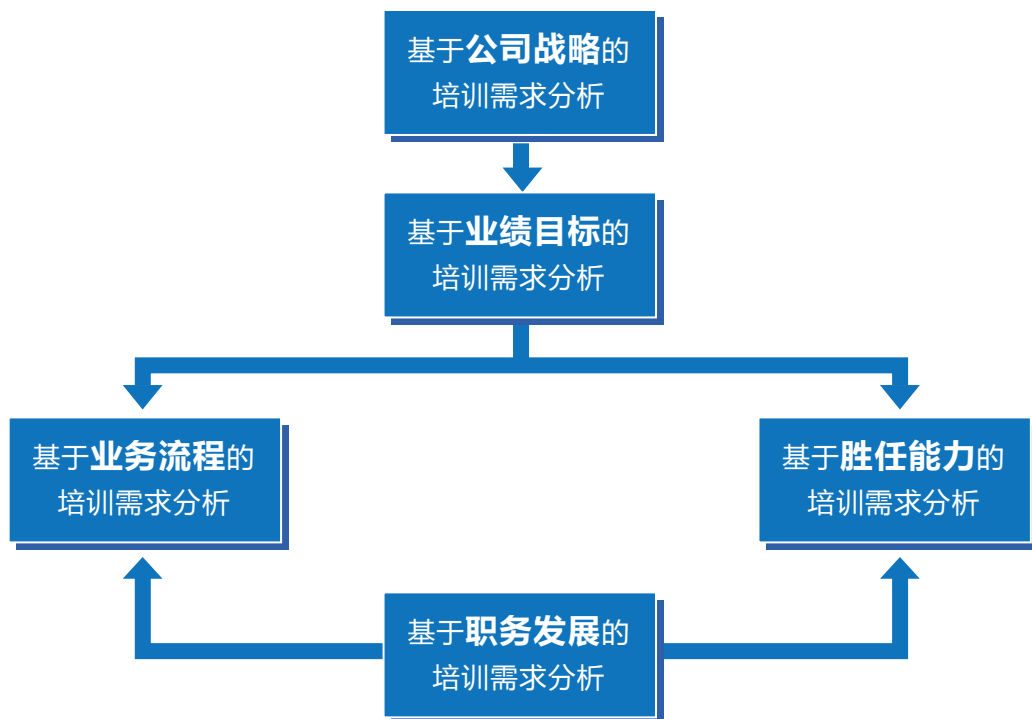 基于公司战略的
培训需求分析
基于业绩目标的
培训需求分析
基于业务流程的
培训需求分析
基于胜任能力的
培训需求分析
基于职务发展的
培训需求分析